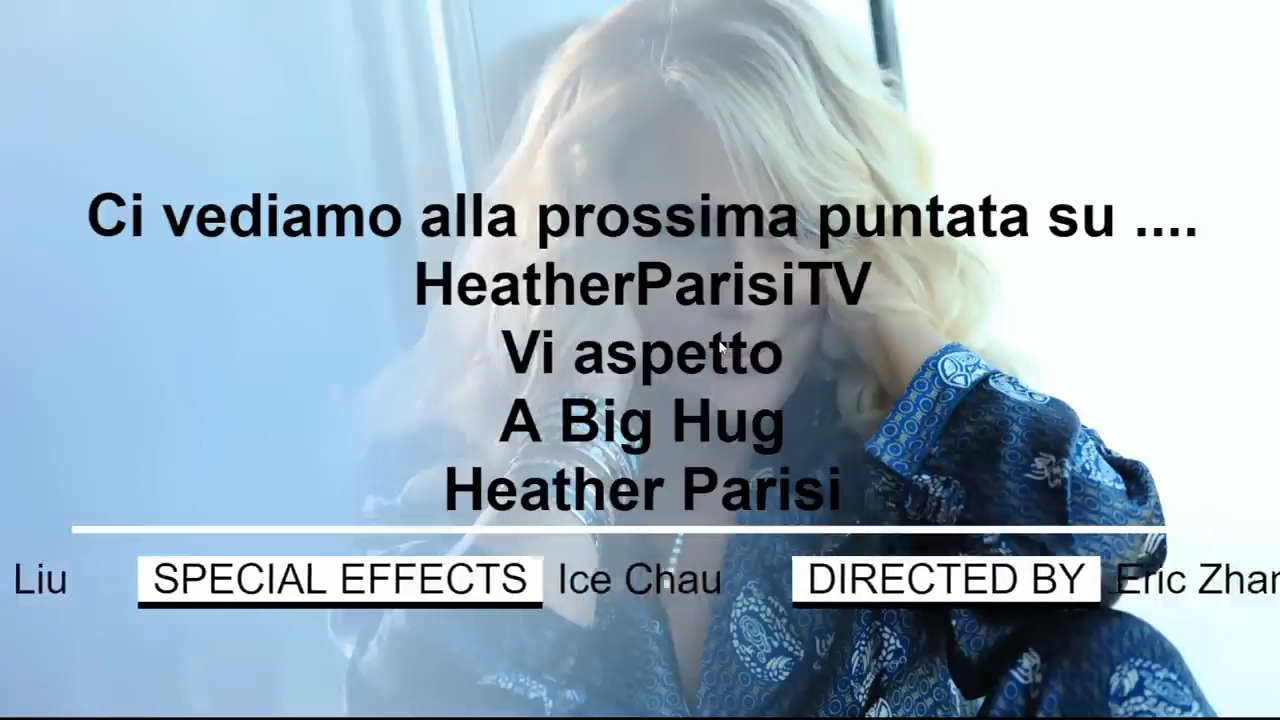 Ci vediamo alla prossima puntata su ....
HeatherParisiTV
Vi aspetto
A Big Hug
Heather Parisi
Liu SPECIAL EFFECTS Ice Chau DIRECTED BY Eric